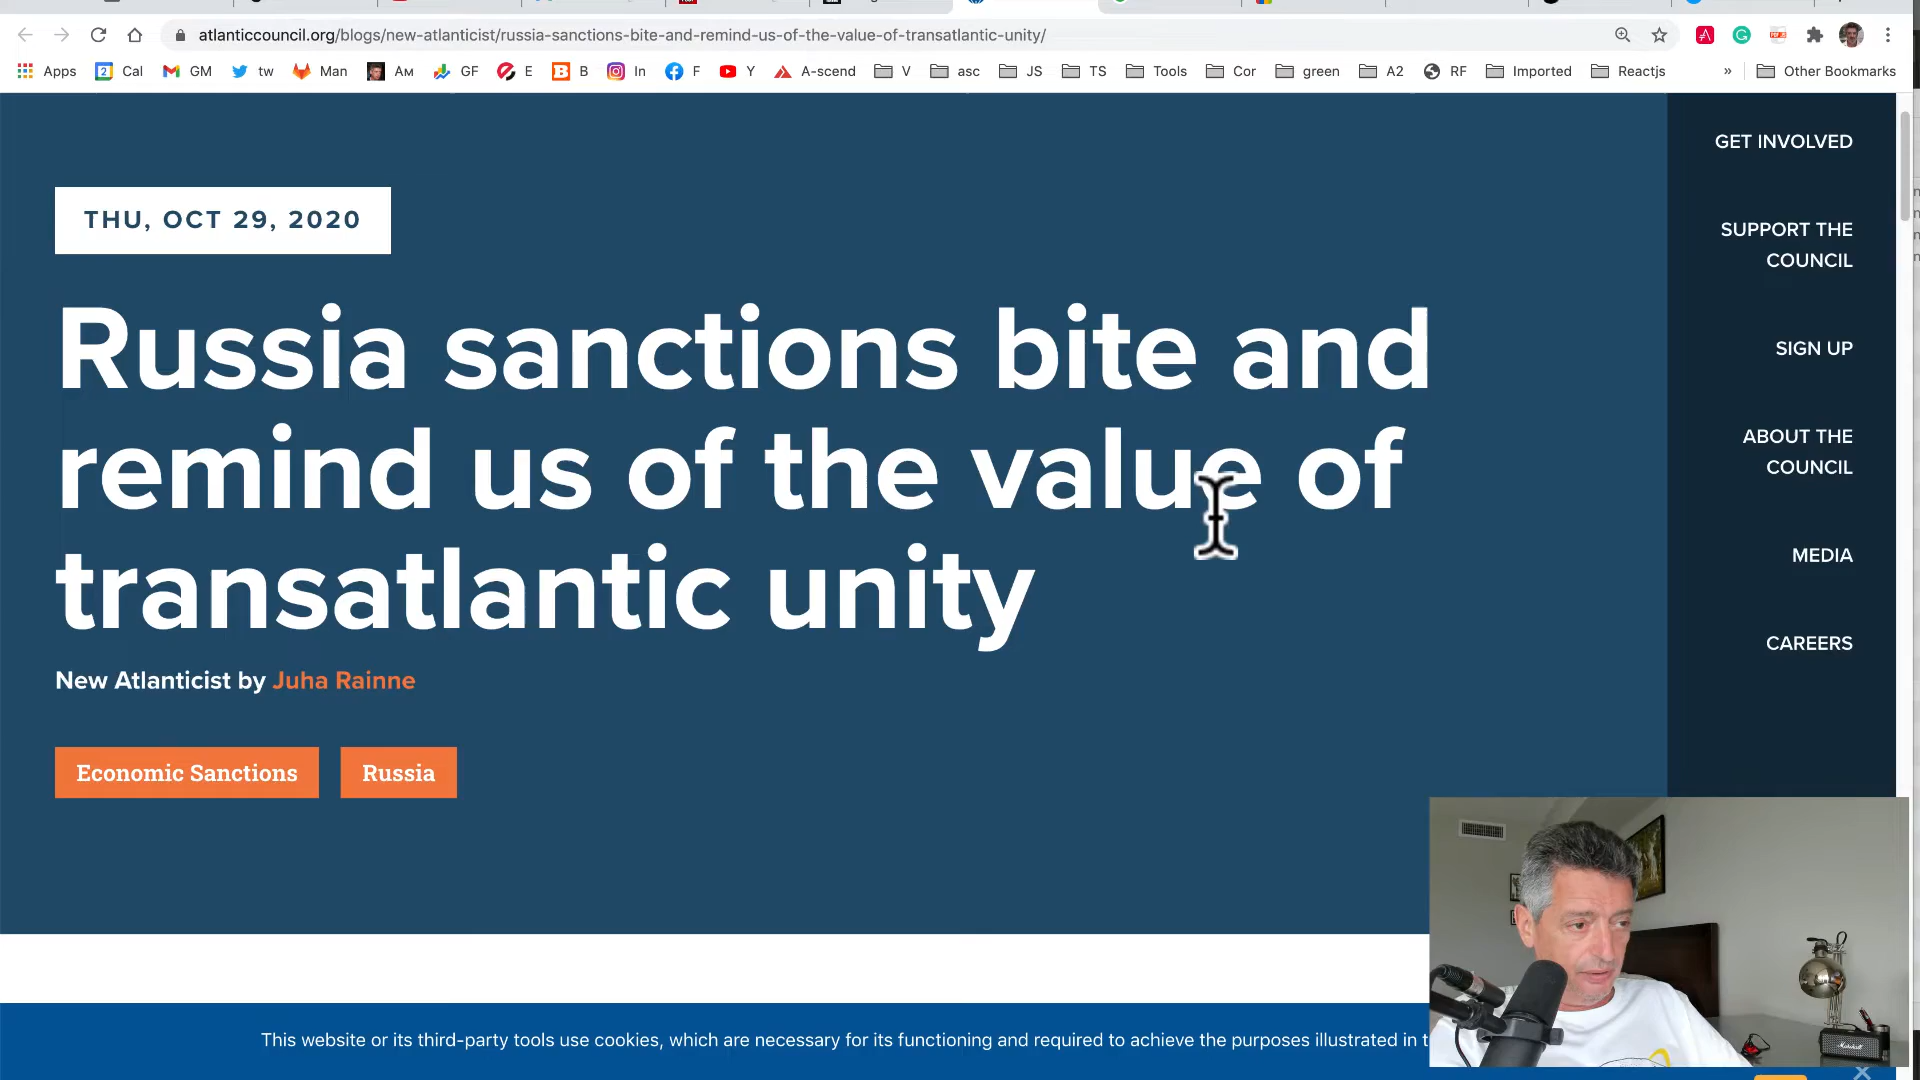 atlanticcouncil.org/blogs/new-atlanticist/russia-sanctions-bite-and-remind-us-of-the-value-of-transatlantic-unity/
Apps Cal GM tw Man Ам GF E B In F Y A-scend V asc JS TS Tools Cor green A2 RF Imported Reactjs » Other Bookmarks
GET INVOLVED
THU, OCT 29, 2020
SUPPORT THE
COUNCIL
Russia sanctions bite and
SIGN UP
remind us of the value of
ABOUT THE
COUNCIL
transatlantic unity
MEDIA
CAREERS
New Atlanticist by Juha Rainne
Economic Sanctions Russia
This website or its third-party tools use cookies, which are necessary for its functioning and required to achieve the purposes illustrated in
Marshall